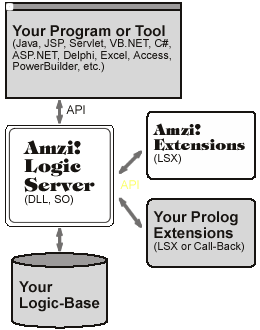 Your Program or Tool
(Java, JSP, Servlet, VB.NET, C#,
ASP.NET, Delphi, Excel, Access,
PowerBuilder, etc.)
API
Amzi!
Logic
Server
(DLL, SO)
API
Amzi!
Extensions
(LSX)
Your Prolog
Extensions
(LSX or Call-Back)
Your
Logic-Base